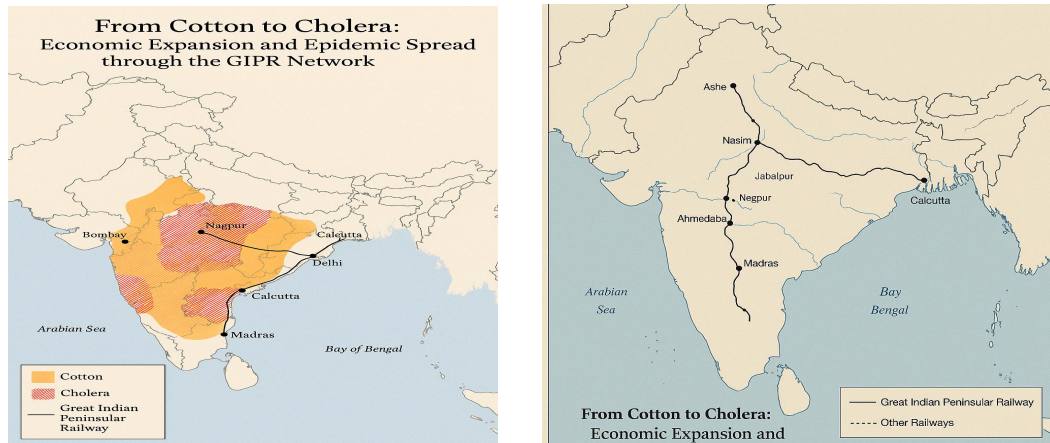 From Cotton to Cholera:
Economic Expansion and Epidemic Spread
through the GIPR Network
Nagpur
Bombay
Calcutta
Delhi
Calcutta
Arabian Sea
Madras
Bay of Bengal
Cotton
Cholera
Great Indian
Peninsular
Railway
Ashe
Nasim
Jabalpur
Negpur
Calcutta
Ahmedaba
Madras
Arabian
Sea
Bay
Bengal
Great Indian Peninsular Railway
Other Railways
From Cotton to Cholera:
Economic Expansion and